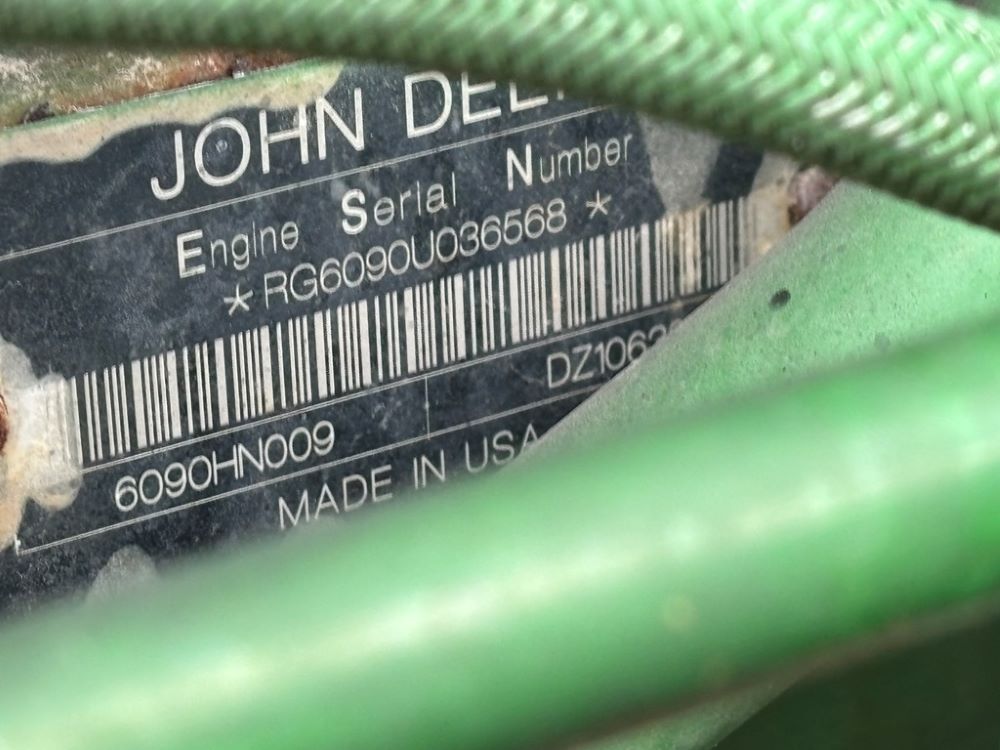 JOHN
Engine Serial Number
*RG6090U036568*
6090HN009
MADE IN USA